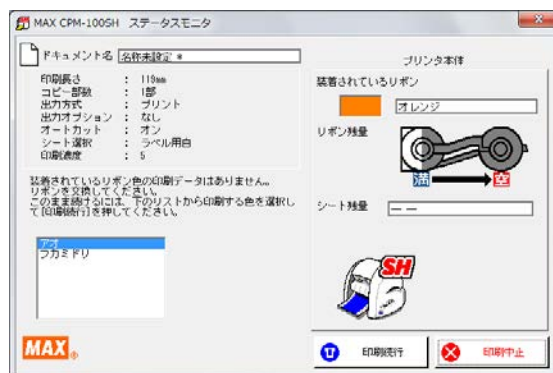 MAX CPM-100SH ステータスモニタ
ドキュメント名 名称未設定 *
印刷長さ : 119mm
コピー部数 : 1部
出力方式 : プリント
出力オプション : なし
オートカット : オン
シート選択 : ラベル用白
印刷濃度 : 5
装着されているリボン色の印刷データはありません。
リボンを交換してください。
このまま続けるには、下のリストから印刷する色を選択し
て[印刷続行]を押してください。
アオ
フカミドリ
MAX®
プリンタ本体
装着されているリボン
オレンジ
リボン残量
満 空
シート残量 --
SH
印刷続行 印刷中止